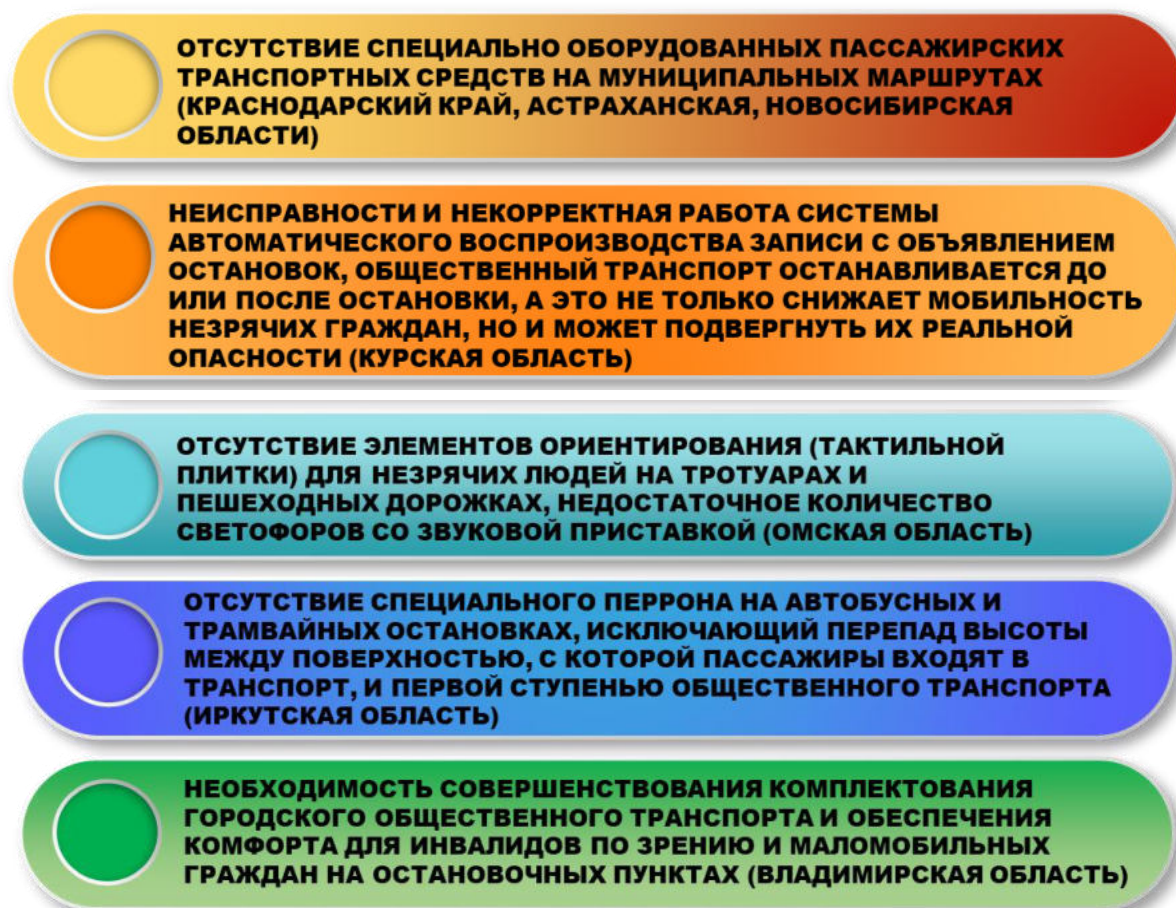 ОТСУТСТВИЕ СПЕЦИАЛЬНО ОБОРУДОВАННЫХ ПАССАЖИРСКИХ
ТРАНСПОРТНЫХ СРЕДСТВ НА МУНИЦИПАЛЬНЫХ МАРШРУТАХ
(КРАСНОДАРСКИЙ КРАЙ, АСТРАХАНСКАЯ, НОВОСИБИРСКАЯ
ОБЛАСТИ)
НЕИСПРАВНОСТИ И НЕКОРРЕКТНАЯ РАБОТА СИСТЕМЫ
АВТОМАТИЧЕСКОГО ВОСПРОИЗВОДСТВА ЗАПИСИ С ОБЪЯВЛЕНИЕМ
ОСТАНОВОК, ОБЩЕСТВЕННЫЙ ТРАНСПОРТ ОСТАНАВЛИВАЕТСЯ ДО
ИЛИ ПОСЛЕ ОСТАНОВКИ, А ЭТО НЕ ТОЛЬКО СНИЖАЕТ МОБИЛЬНОСТЬ
НЕЗРЯЧИХ ГРАЖДАН, НО И МОЖЕТ ПОДВЕРГНУТЬ ИХ РЕАЛЬНОЙ
ОПАСНОСТИ (КУРСКАЯ ОБЛАСТЬ)
ОТСУТСТВИЕ ЭЛЕМЕНТОВ ОРИЕНТИРОВАНИЯ (ТАКТИЛЬНОЙ
ПЛИТКИ) ДЛЯ НЕЗРЯЧИХ ЛЮДЕЙ НА ТРОТУАРАХ И
ПЕШЕХОДНЫХ ДОРОЖКАХ, НЕДОСТАТОЧНОЕ КОЛИЧЕСТВО
СВЕТОФОРОВ СО ЗВУКОВОЙ ПРИСТАВКОЙ (ОМСКАЯ ОБЛАСТЬ)
ОТСУТСТВИЕ СПЕЦИАЛЬНОГО ПЕРРОНА НА АВТОБУСНЫХ И
ТРАМВАЙНЫХ ОСТАНОВКАХ, ИСКЛЮЧАЮЩИЙ ПЕРЕПАД ВЫСОТЫ
МЕЖДУ ПОВЕРХНОСТЬЮ, С КОТОРОЙ ПАССАЖИРЫ ВХОДЯТ В
ТРАНСПОРТ, И ПЕРВОЙ СТУПЕНЬЮ ОБЩЕСТВЕННОГО ТРАНСПОРТА
(ИРКУТСКАЯ ОБЛАСТЬ)
НЕОБХОДИМОСТЬ СОВЕРШЕНСТВОВАНИЯ КОМПЛЕКТОВАНИЯ
ГОРОДСКОГО ОБЩЕСТВЕННОГО ТРАНСПОРТА И ОБЕСПЕЧЕНИЯ
КОМФОРТА ДЛЯ ИНВАЛИДОВ ПО ЗРЕНИЮ И МАЛОМОБИЛЬНЫХ
ГРАЖДАН НА ОСТАНОВОЧНЫХ ПУНКТАХ (ВЛАДИМИРСКАЯ ОБЛАСТЬ)